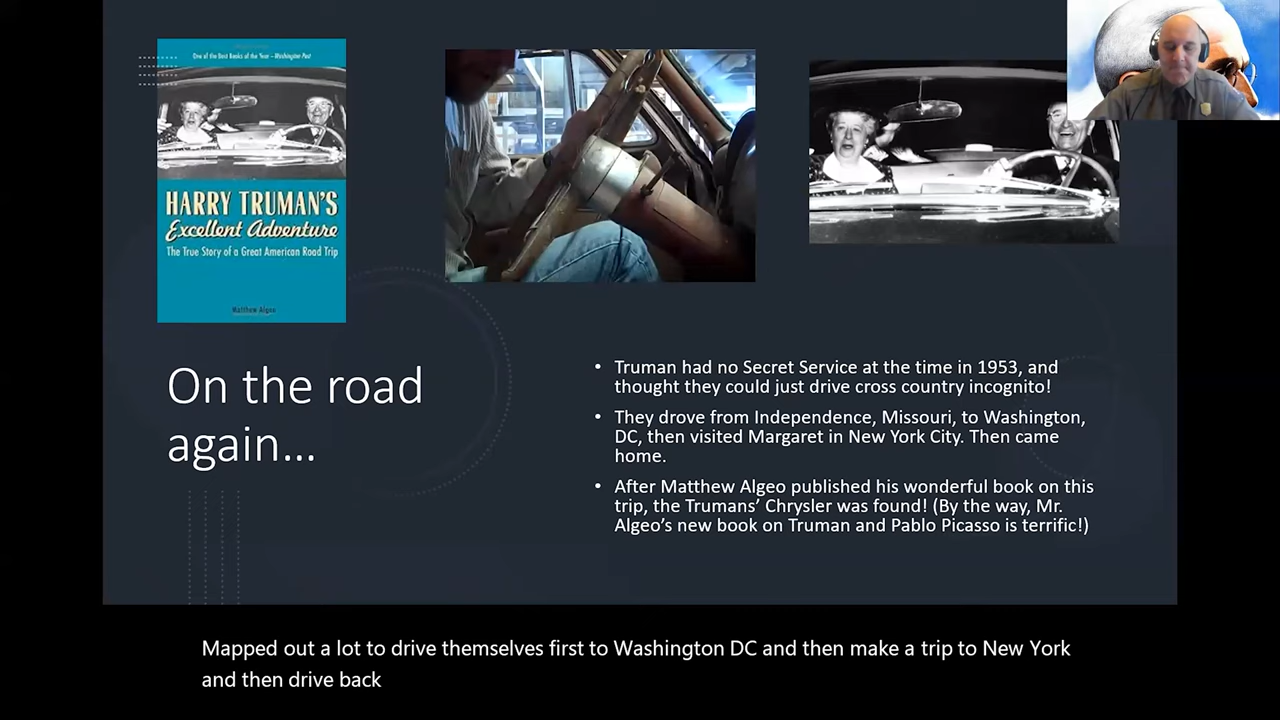 One of the Best Books of the Year – Washington Post
HARRY TRUMAN'S
Excellent Adventure
The True Story of a Great American Road Trip
Matthew Algeo
On the road
again...
• Truman had no Secret Service at the time in 1953, and
thought they could just drive cross country incognito!
• They drove from Independence, Missouri, to Washington,
DC, then visited Margaret in New York City. Then came
home.
• After Matthew Algeo published his wonderful book on this
trip, the Trumans' Chrysler was found! (By the way, Mr.
Algeo's new book on Truman and Pablo Picasso is terrific!)
Mapped out a lot to drive themselves first to Washington DC and then make a trip to New York
and then drive back